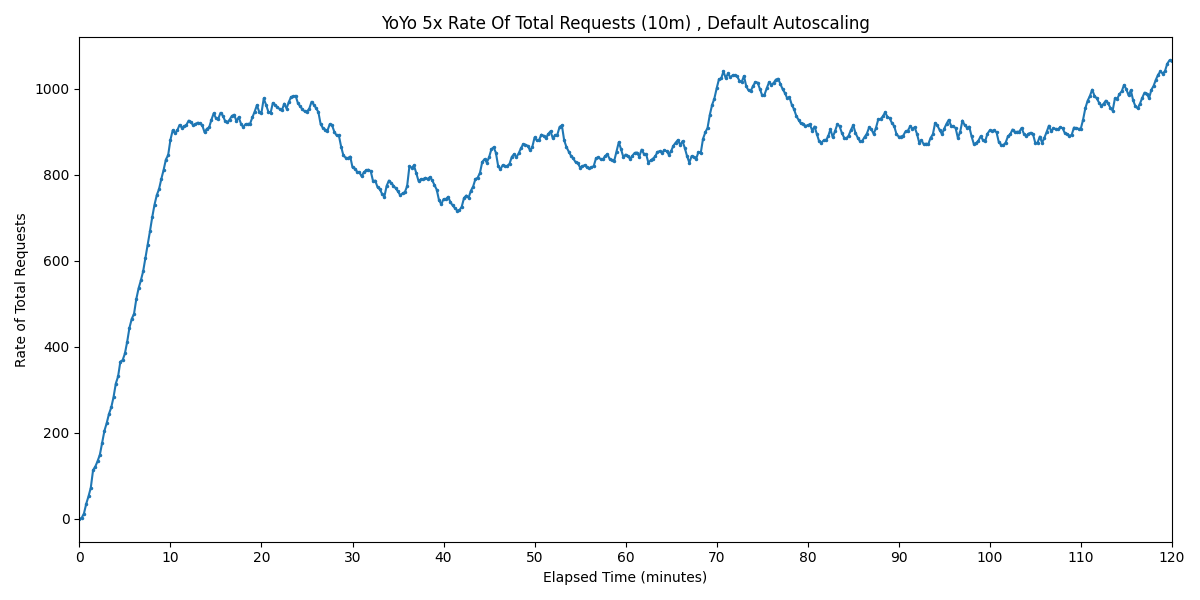 YoYo 5x Rate Of Total Requests (10m) , Default Autoscaling
1000
800
600
400
200
0
Rate of Total Requests
0 10 20 30 40 50 60 70 80 90 100 110 120
Elapsed Time (minutes)